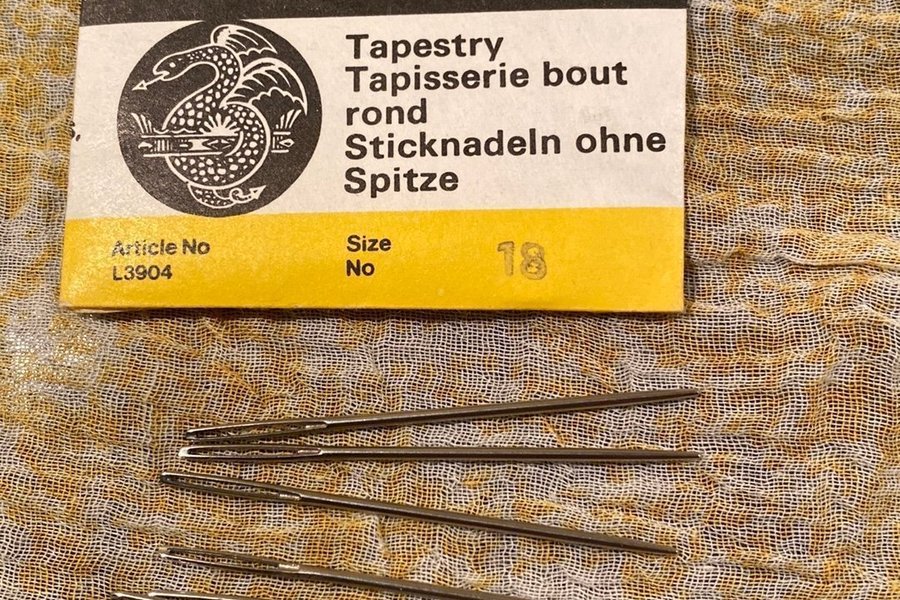 Tapestry
Tapisserie bout
rond
Sticknadeln ohne
Spitze
Article No
L3904
Size
No
18